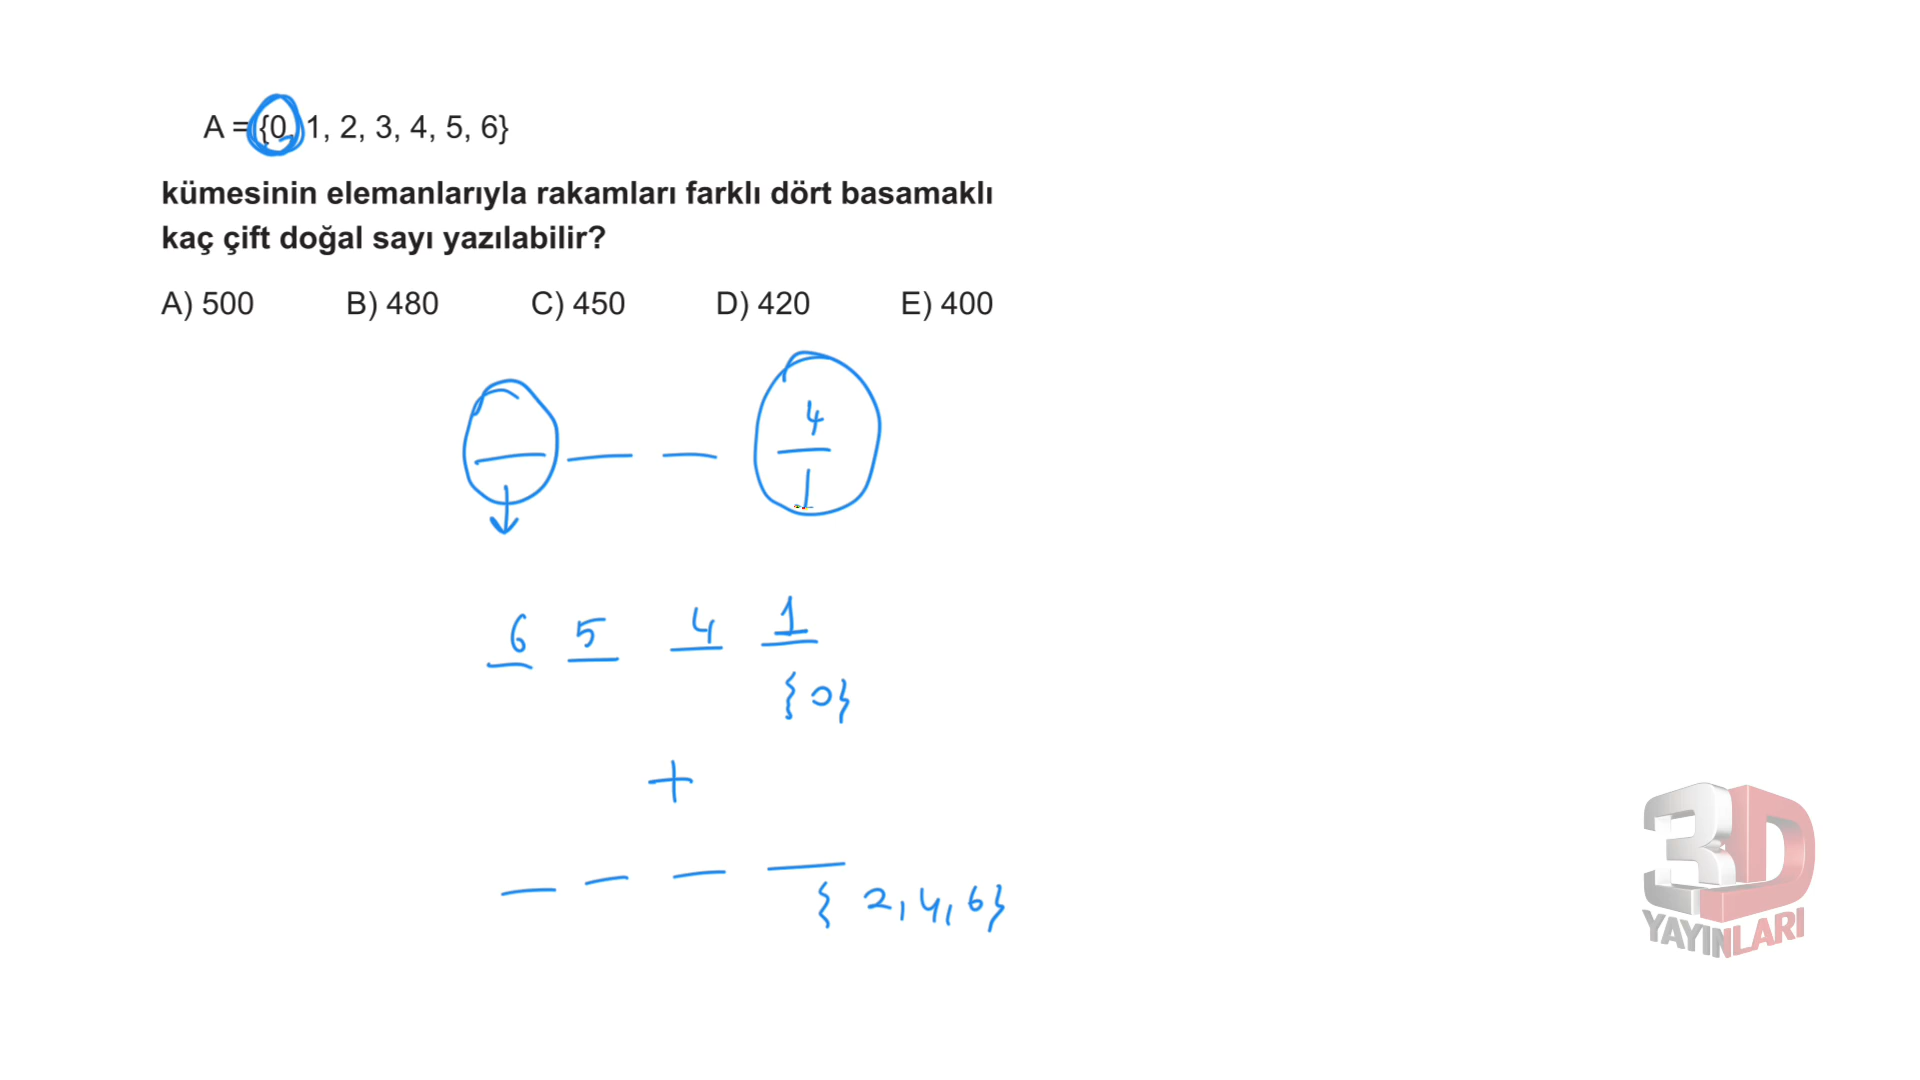 A = {0, 1, 2, 3, 4, 5, 6}
kümesinin elemanlarıyla rakamları farklı dört basamaklı
kaç çift doğal sayı yazılabilir?
A) 500 B) 480 C) 450 D) 420 E) 400
4
1
6 5 4 1
{0}
+
{2,4,6}
3D
YAYINLARI